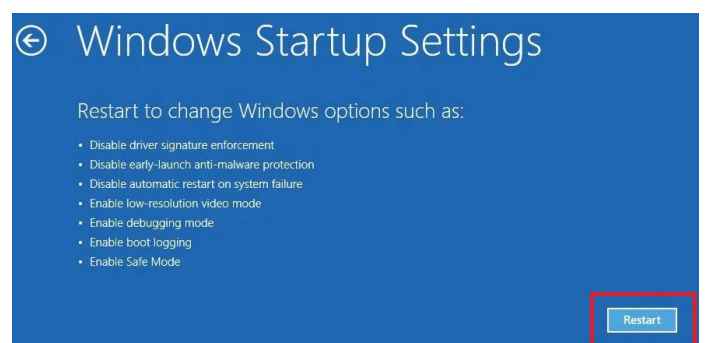 Windows Startup Settings
Restart to change Windows options such as:
• Disable driver signature enforcement
• Disable early-launch anti-malware protection
• Disable automatic restart on system failure
• Enable low-resolution video mode
• Enable debugging mode
• Enable boot logging
• Enable Safe Mode
Restart